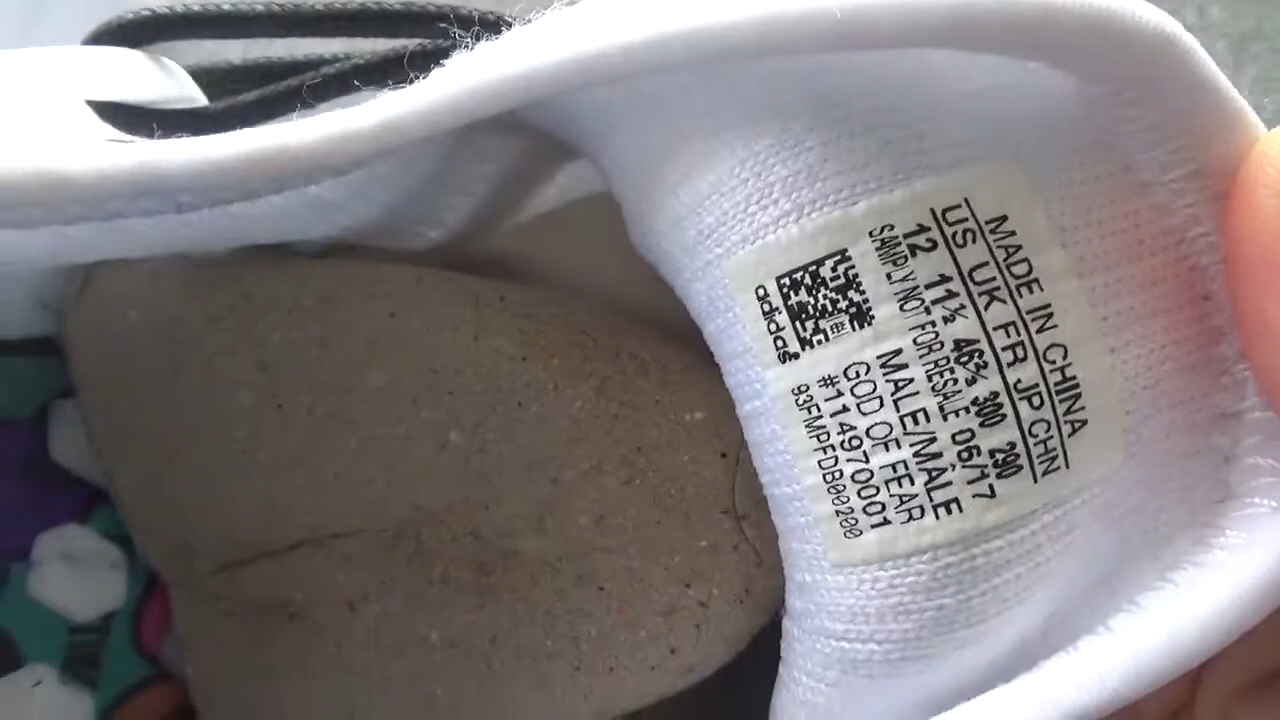 MADE IN CHINA
US UK FR JP CHN
12 11½ 46⅔ 300 290
SAMPLY NOT FOR RESALE 06/17
MALE/MÂLE
GOD OF FEAR
#114970001
93FMPFDB00200
adidas